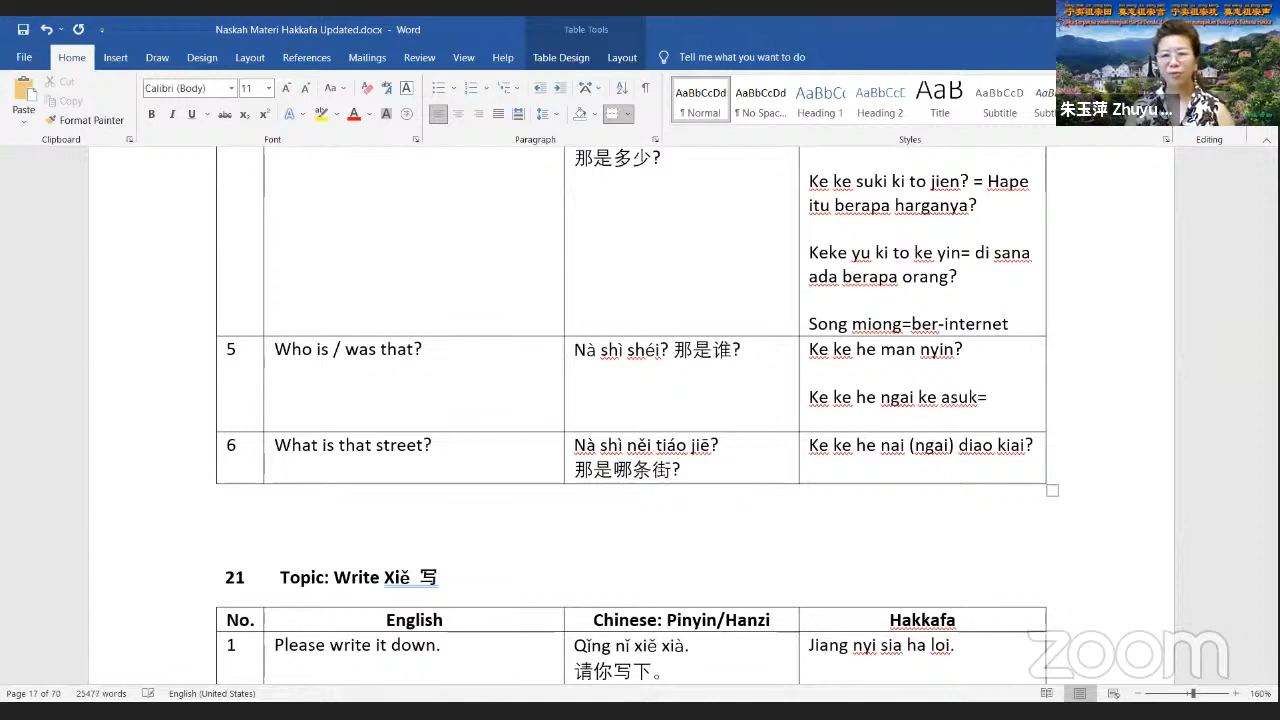 Naskah Materi Hakkafa Updated.docx - Word
Table Tools
File Home Insert Draw Design Layout References Mailings Review View Help Table Design Layout Tell me what you want to do
Paste
Cut
Copy
Format Painter
Clipboard
Calibri (Body) 11
Font
Paragraph
AaBbCcDd AaBbCcDd AaBbCc AaBbCcDd AaB AaBbCcD
¶ Normal ¶ No Spac... Heading 1 Heading 2 Title Subtitle
Styles
Editing
朱玉萍 Zhuyu ...
那是多少?
Ke ke suki ki to jien? = Hape
itu berapa harganya?
Keke yu ki to ke yin= di sana
ada berapa orang?
Song miong=ber-internet
5 Who is / was that? Nà shì shéi? 那是谁? Ke ke he man nyin?
Ke ke he ngai ke asuk=
6 What is that street? Nà shì něi tiáo jiē? Ke ke he nai (ngai) diao kiai?
那是哪条街?
21 Topic: Write Xiě 写
No. English Chinese: Pinyin/Hanzi Hakkafa
1 Please write it down. Qǐng nǐ xiě xià. Jiang nyi sia ha loi.
请你写下。
zoom
Page 17 of 70 25477 words English (United States) 160%